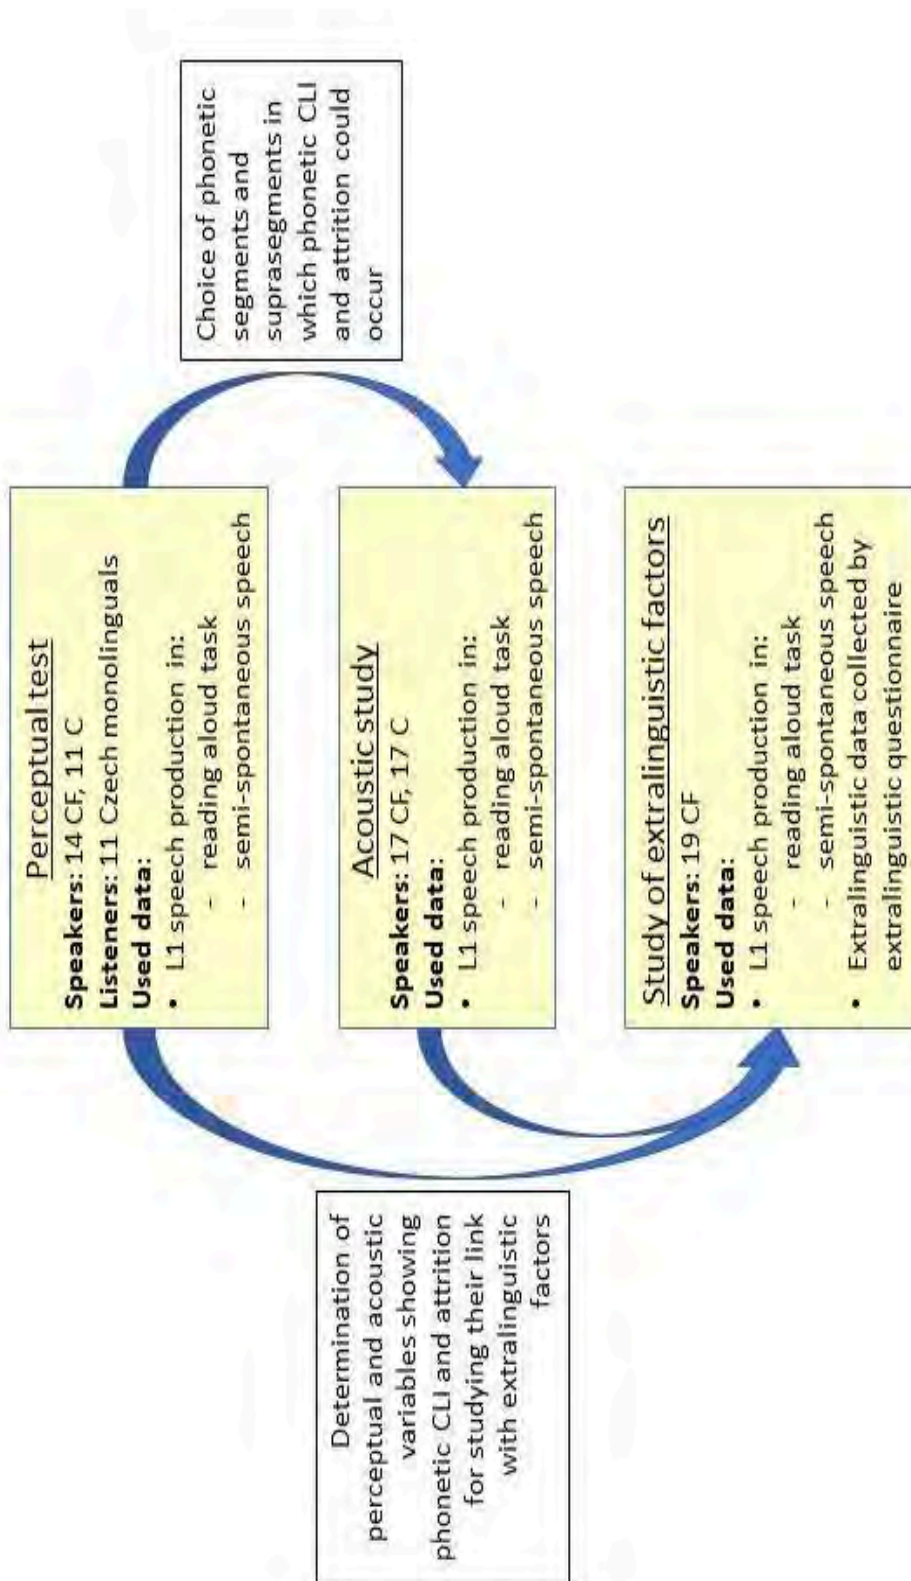 Perceptual test
Speakers: 14 CF, 11 C
Listeners: 11 Czech monolinguals
Used data:
• L1 speech production in:
- reading aloud task
- semi-spontaneous speech
Choice of phonetic
segments and
suprasegments in
which phonetic CLI
and attrition could
occur
Acoustic study
Speakers: 17 CF, 17 C
Used data:
• L1 speech production in:
- reading aloud task
- semi-spontaneous speech
Determination of
perceptual and acoustic
variables showing
phonetic CLI and attrition
for studying their link
with extralinguistic
factors
Study of extralinguistic factors
Speakers: 19 CF
Used data:
• L1 speech production in:
- reading aloud task
- semi-spontaneous speech
• Extralinguistic data collected by
extralinguistic questionnaire